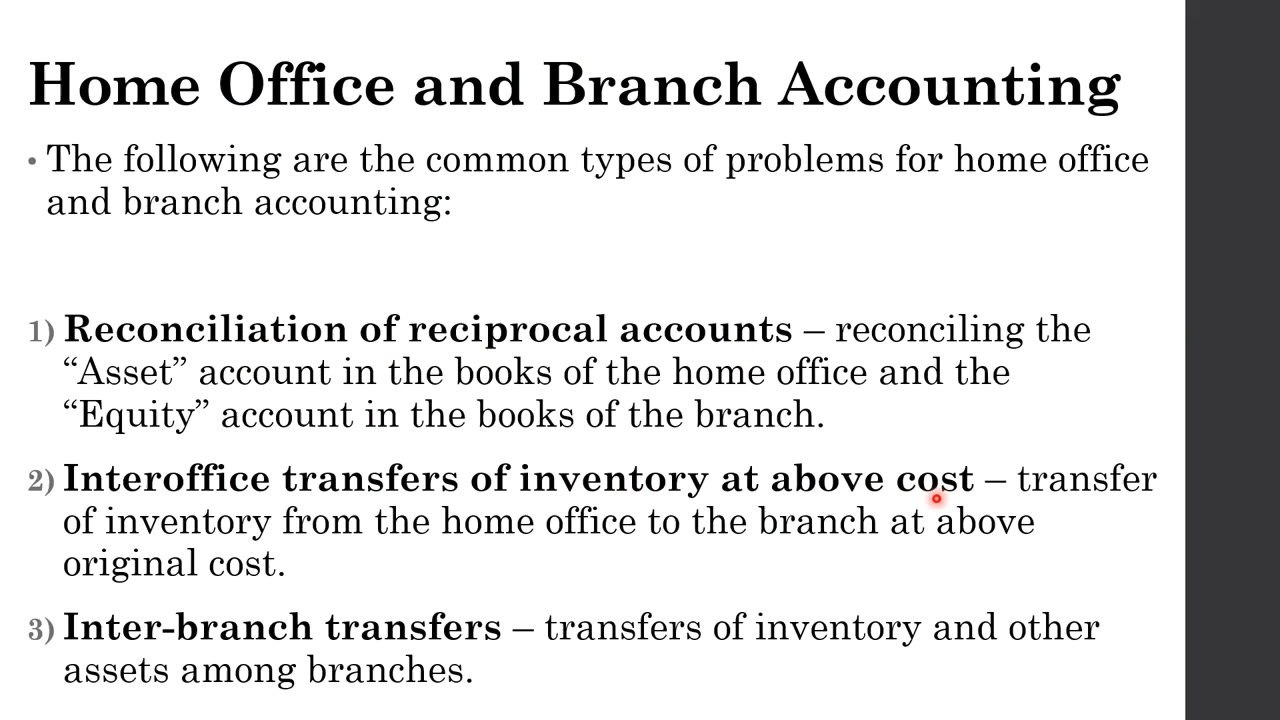 Home Office and Branch Accounting
• The following are the common types of problems for home office
and branch accounting:
1) Reconciliation of reciprocal accounts – reconciling the
“Asset” account in the books of the home office and the
“Equity” account in the books of the branch.
2) Interoffice transfers of inventory at above cost – transfer
of inventory from the home office to the branch at above
original cost.
3) Inter-branch transfers – transfers of inventory and other
assets among branches.